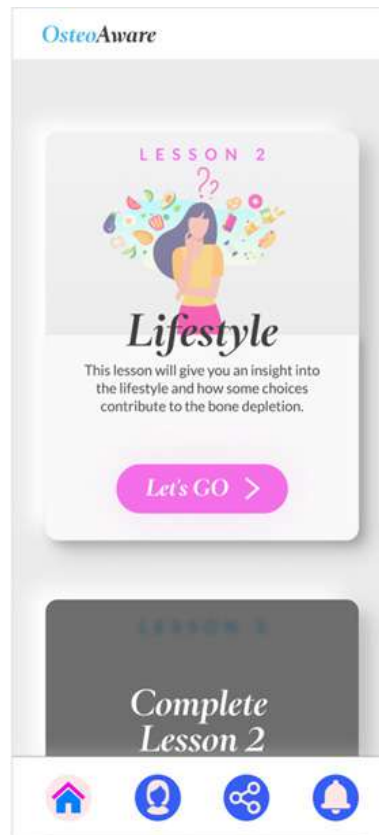 OsteoAware
LESSON 2
??
Lifestyle
This lesson will give you an insight into
the lifestyle and how some choices
contribute to the bone depletion.
Let's GO
Complete
Lesson 2